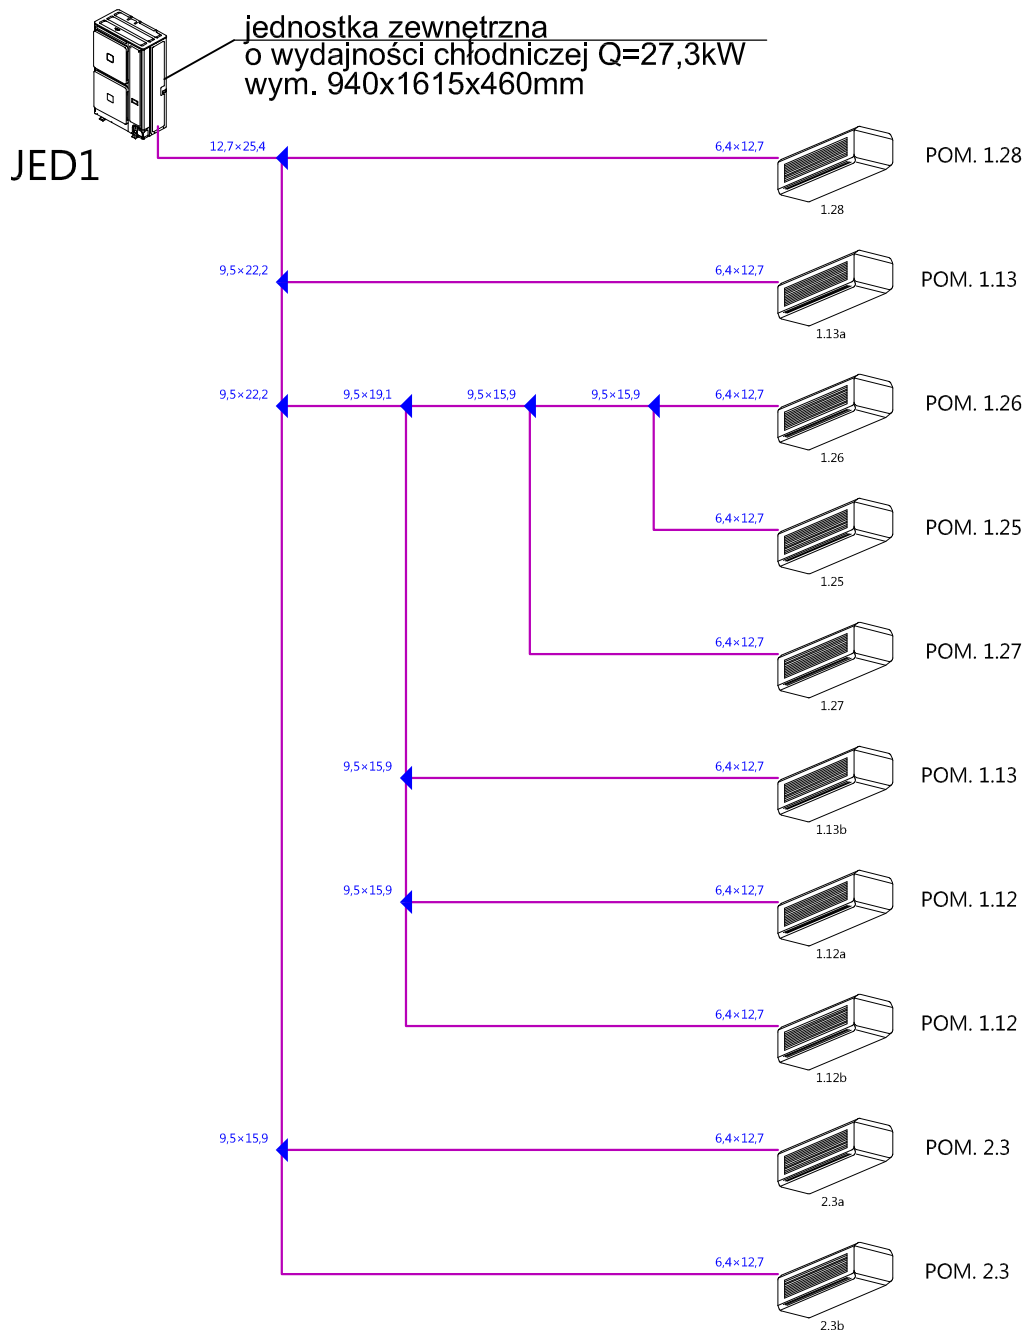 jednostka zewnętrzna
o wydajności chłodniczej Q=27,3kW
wym. 940x1615x460mm
JED1
12,7×25,4
6,4×12,7
POM. 1.28
1.28
9,5×22,2
6,4×12,7
POM. 1.13
1.13a
9,5×22,2
9,5×19,1
9,5×15,9
9,5×15,9
6,4×12,7
POM. 1.26
1.26
6,4×12,7
POM. 1.25
1.25
6,4×12,7
POM. 1.27
1.27
9,5×15,9
6,4×12,7
POM. 1.13
1.13b
9,5×15,9
6,4×12,7
POM. 1.12
1.12a
6,4×12,7
POM. 1.12
1.12b
9,5×15,9
6,4×12,7
POM. 2.3
2.3a
6,4×12,7
POM. 2.3
2.3b